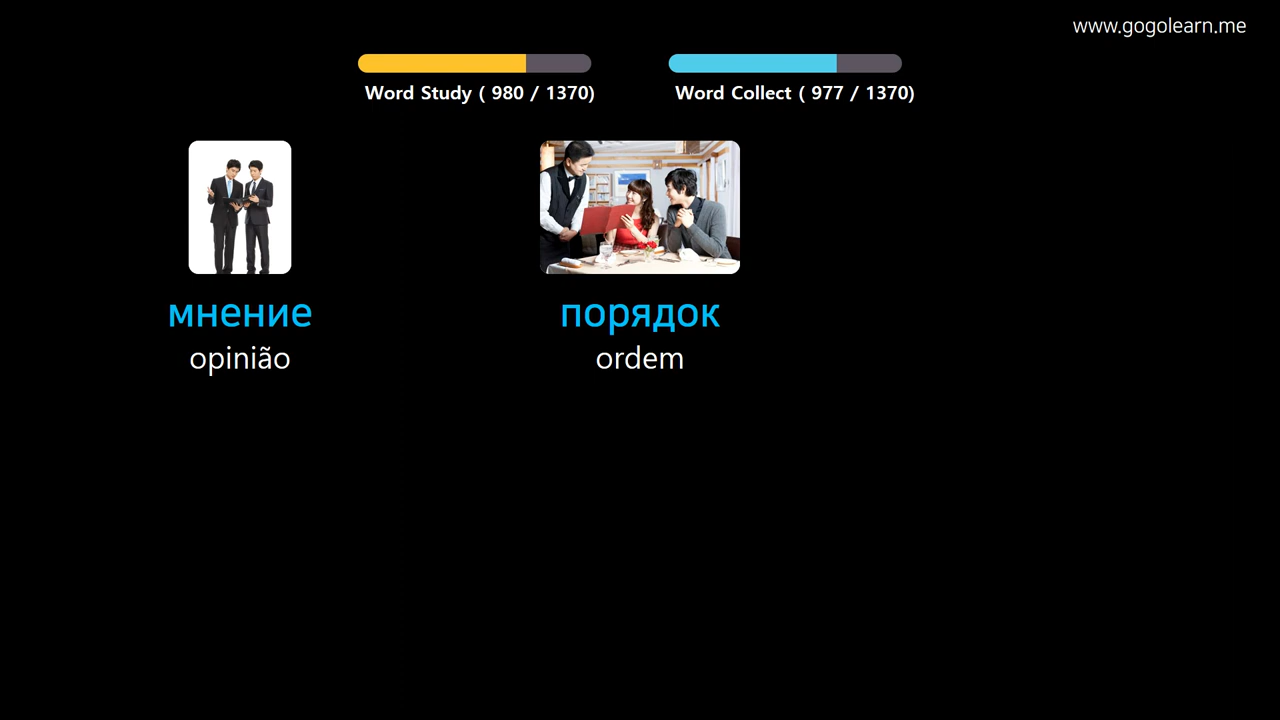 www.gogolearn.me
Word Study ( 980 / 1370)
Word Collect ( 977 / 1370)
мнение
opinião
порядок
ordem